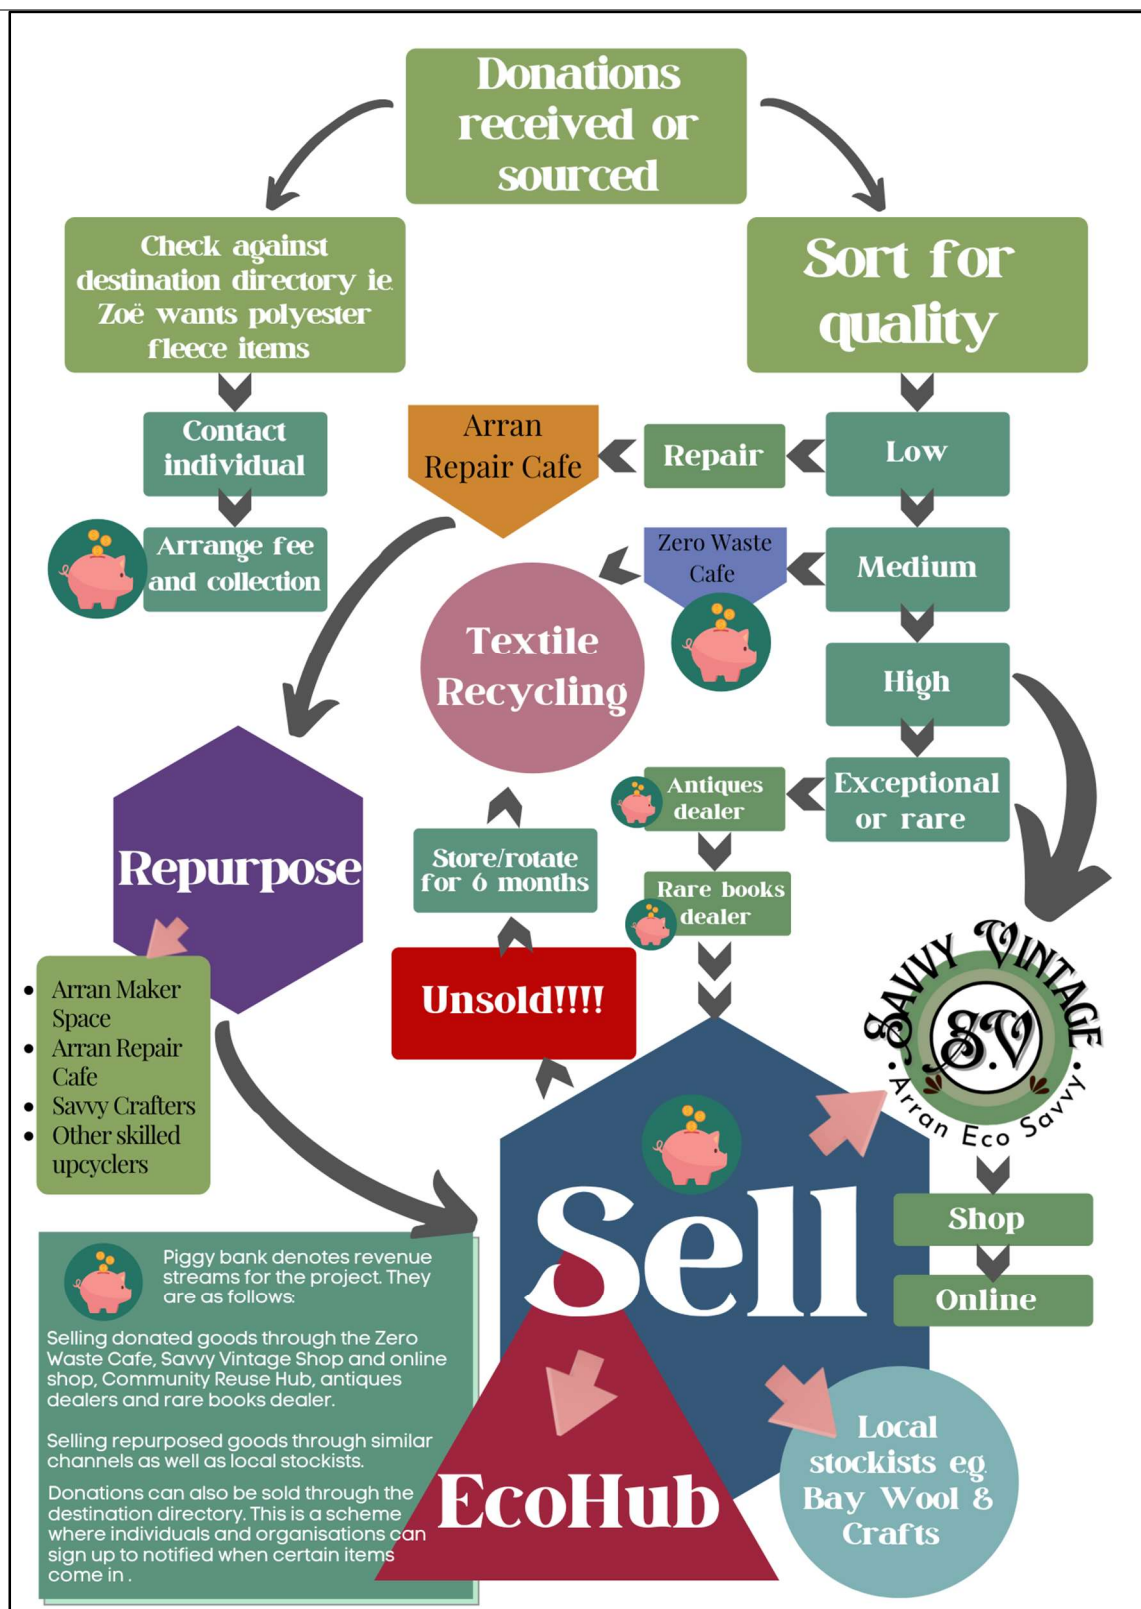 Donations
received or
sourced
Check against
destination directory ie.
Zoë wants polyester
fleece items
Sort for
quality
Contact
individual
Arrange fee
and collection
Arran
Repair Cafe
Repair
Low
Zero Waste
Cafe
Medium
Textile
Recycling
High
Antiques
dealer
Exceptional
or rare
Rare books
dealer
Repurpose
Store/rotate
for 6 months
Unsold!!!!
• Arran Maker
Space
• Arran Repair
Cafe
• Savvy Crafters
• Other skilled
upcyclers
SAVVY VINTAGE
S.V
• Arran Eco Savvy •
Sell
Shop
Online
Piggy bank denotes revenue
streams for the project. They
are as follows:
Selling donated goods through the Zero
Waste Cafe, Savvy Vintage Shop and online
shop, Community Reuse Hub, antiques
dealers and rare books dealer.
Selling repurposed goods through similar
channels as well as local stockists.
Donations can also be sold through the
destination directory. This is a scheme
where individuals and organisations can
sign up to notified when certain items
come in .
EcoHub
Local
stockists eg.
Bay Wool &
Crafts